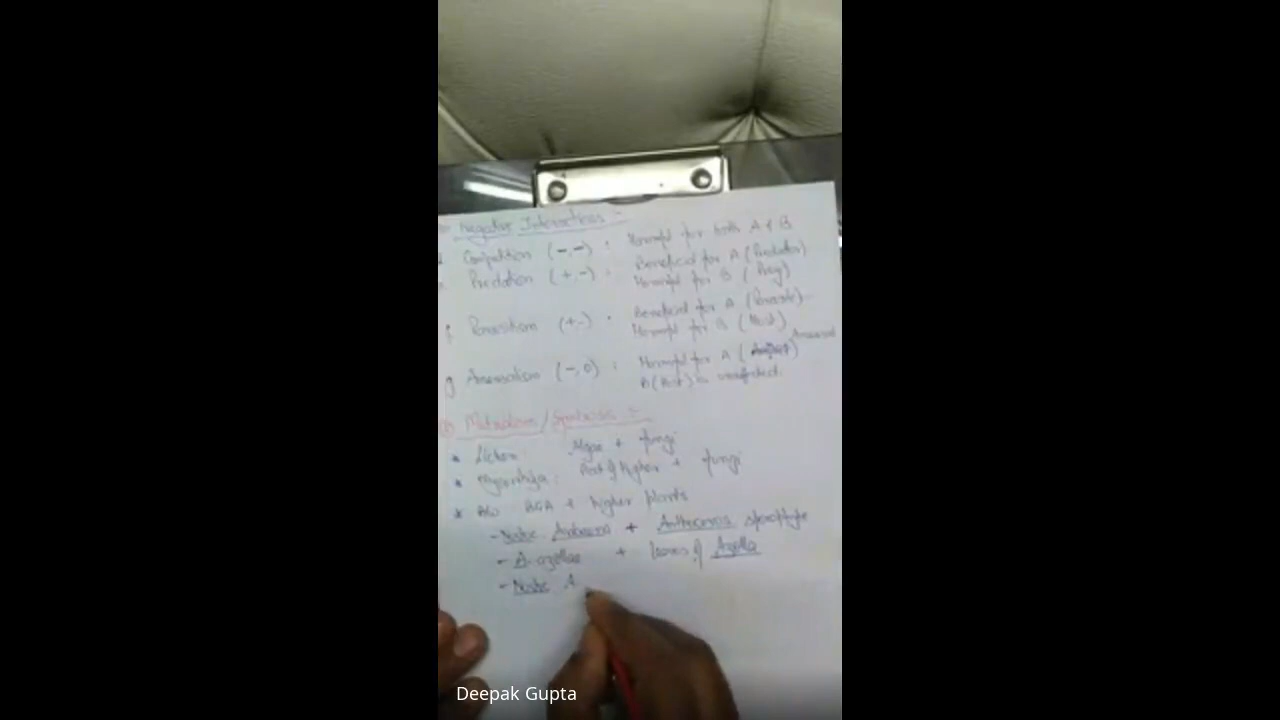 Negative Interactions :-
Competition (-,-) : Harmful for both A & B
Predation (+,-) : Beneficial for A (Predator)
Harmful for B (Prey)
Parasitism (+,-) : Beneficial for A (Parasite)
Harmful for B (Host)
g Amensalism (-,0) : Harmful for A ( ) Amensal
B (Host) is unaffected.
Mutualism / Symbiosis :-
* Lichen : Algae + fungi
* : Root of higher + fungi
* BGA + higher plants
- Nostoc Anabaena + Anthoceros sporophyte
- A. azollae + leaves of Azolla
- Nostoc A
Deepak Gupta